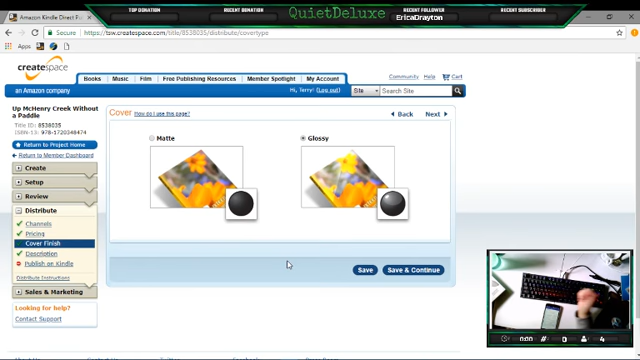 TOP DONATION
RECENT DONATION
QuietDeluxe
RECENT FOLLOWER
EricaDrayton
RECENT SUBSCRIBER
Amazon Kindle Direct P
Secure
https://tsw.createspace.com/title/8538035/distribute/covertype
Apps
createspace
an Amazon company
Books
Music
Film
Free Publishing Resources
Member Spotlight
My Account
Community
Help
Cart
Hi, Terry! (Log out)
Site
Search Site
Up McHenry Creek Without
a Paddle
Title ID: 8538035
ISBN-13: 978-1720348474
Return to Project Home
Return to Member Dashboard
Create
Setup
Review
Distribute
Channels
Pricing
Cover Finish
Description
Publish on Kindle
Distribute Instructions
Sales & Marketing
Looking for help?
Contact Support
Cover
How do I use this page?
Back
Next
Matte
Glossy
Save
Save & Continue
0:00
#
0
4